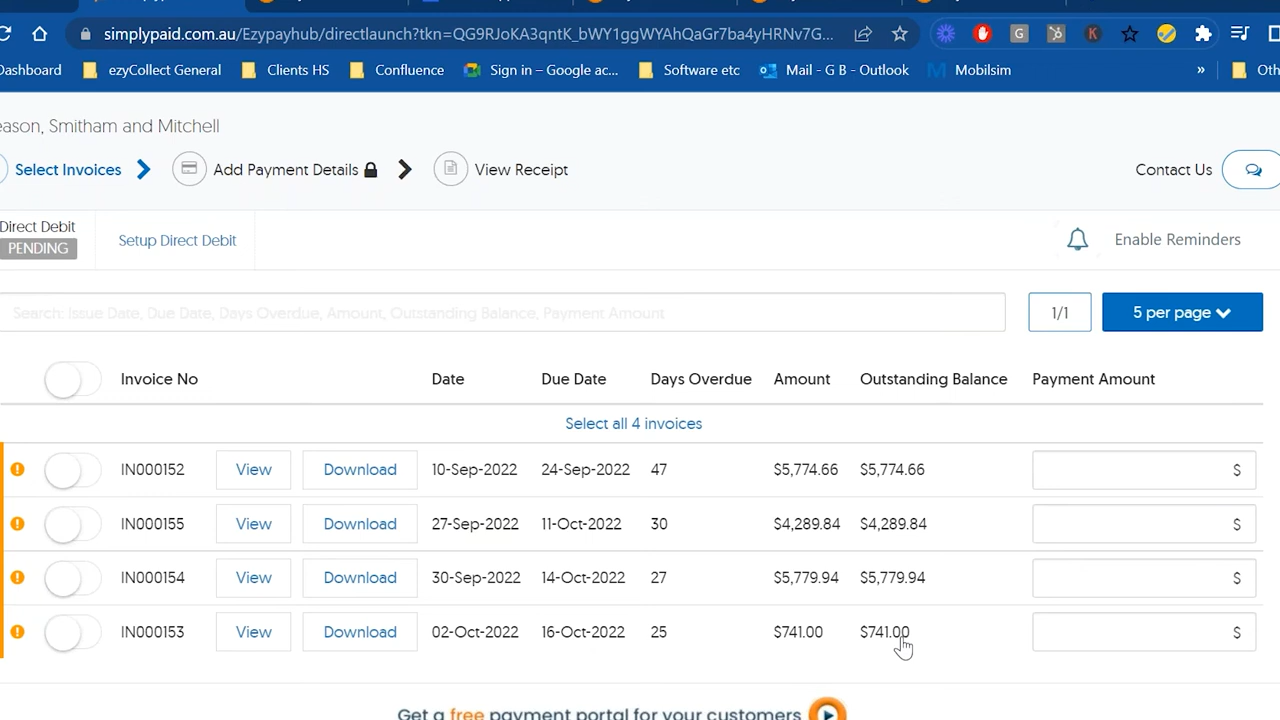 simplypaid.com.au/Ezypayhub/directlaunch?tkn=QG9RJoKA3qntK_bWY1ggWYAhQaGr7ba4yHRNv7G...
Dashboard ezyCollect General Clients HS Confluence Sign in – Google ac... Software etc Mail - G B - Outlook Mobilsim » Oth
eason, Smitham and Mitchell
Select Invoices Add Payment Details View Receipt Contact Us
Direct Debit
PENDING
Setup Direct Debit
Enable Reminders
Search: Issue Date, Due Date, Days Overdue, Amount, Outstanding Balance, Payment Amount
1/1
5 per page
Invoice No Date Due Date Days Overdue Amount Outstanding Balance Payment Amount
Select all 4 invoices
IN000152 View Download 10-Sep-2022 24-Sep-2022 47 $5,774.66 $5,774.66 $
IN000155 View Download 27-Sep-2022 11-Oct-2022 30 $4,289.84 $4,289.84 $
IN000154 View Download 30-Sep-2022 14-Oct-2022 27 $5,779.94 $5,779.94 $
IN000153 View Download 02-Oct-2022 16-Oct-2022 25 $741.00 $741.00 $
Get a free payment portal for your customers